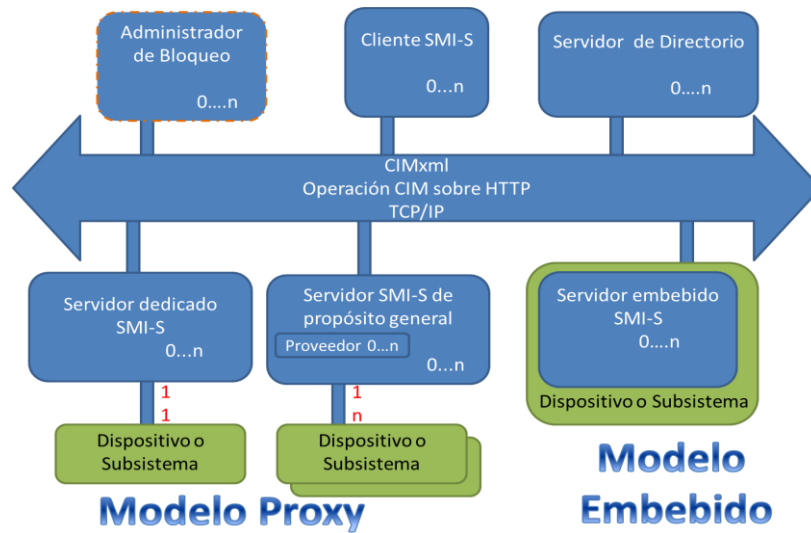 Administrador
de Bloqueo
0....n
Cliente SMI-S
0...n
Servidor de Directorio
0....n
CIMxml
Operación CIM sobre HTTP
TCP/IP
Servidor dedicado
SMI-S
0...n
Servidor SMI-S de
propósito general
Proveedor 0...n
0...n
Servidor embebido
SMI-S
0....n
Dispositivo o Subsistema
1
1
1
n
Dispositivo o
Subsistema
Dispositivo o
Subsistema
Modelo Proxy
Modelo
Embebido